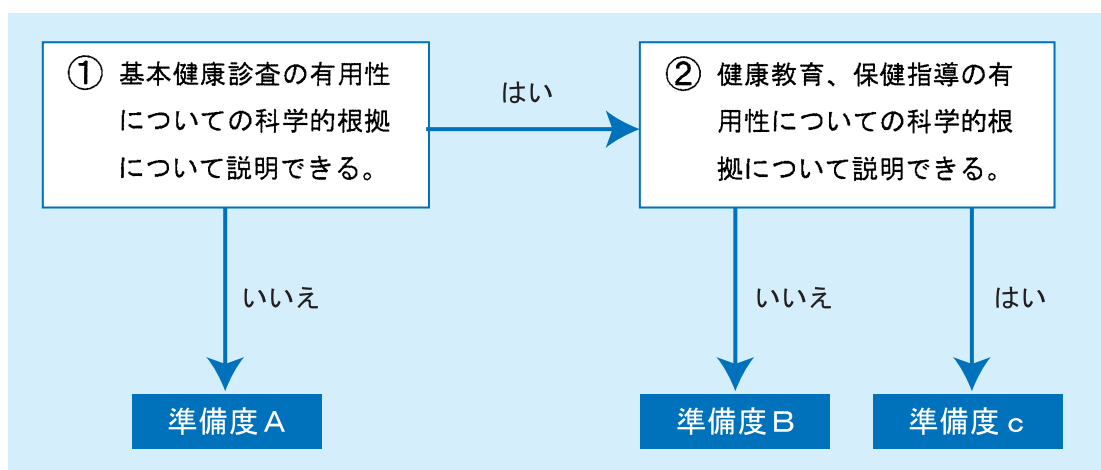 ① 基本健康診査の有用性
についての科学的根拠
について説明できる。
はい
② 健康教育、保健指導の有
用性についての科学的根
拠について説明できる。
いいえ
いいえ
はい
準備度A
準備度B
準備度c